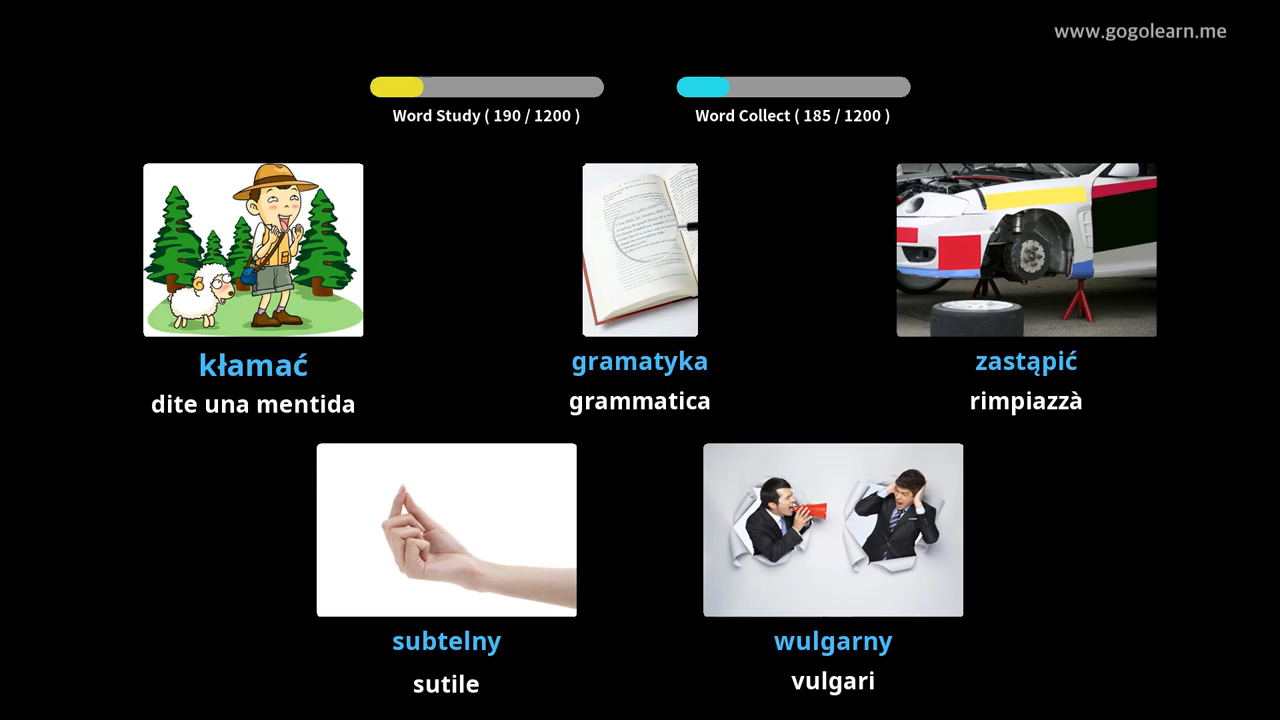 www.gogolearn.me
Word Study ( 190 / 1200 )
Word Collect ( 185 / 1200 )
kłamać
dite una mentida
gramatyka
grammatica
zastąpić
rimpiazzà
subtelny
sutile
wulgarny
vulgari